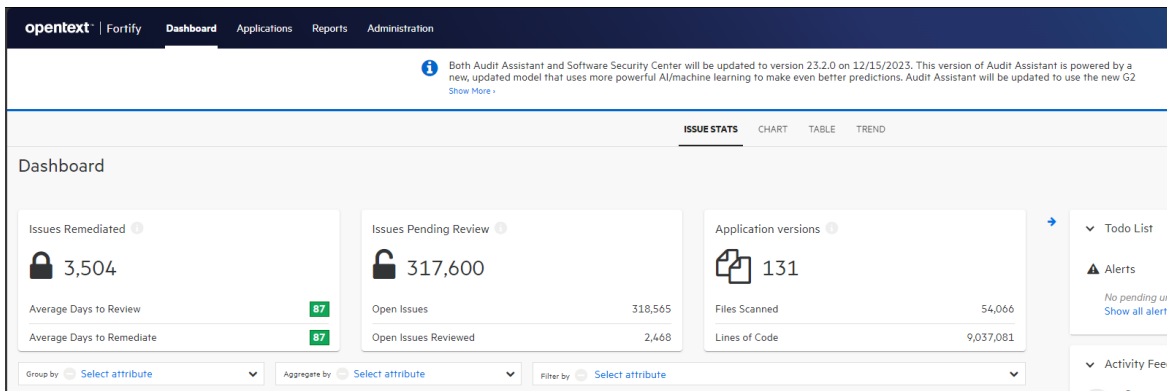 opentext™ | Fortify Dashboard Applications Reports Administration
Both Audit Assistant and Software Security Center will be updated to version 23.2.0 on 12/15/2023. This version of Audit Assistant is powered by a
new, updated model that uses more powerful AI/machine learning to make even better predictions. Audit Assistant will be updated to use the new G2
Show More ›
ISSUE STATS CHART TABLE TREND
Dashboard
Issues Remediated
3,504
Average Days to Review 87
Average Days to Remediate 87
Issues Pending Review
317,600
Open Issues 318,565
Open Issues Reviewed 2,468
Application versions
131
Files Scanned 54,066
Lines of Code 9,037,081
Todo List
Alerts
No pending
Show all
Activity
Group by Select attribute
Aggregate by Select attribute
Filter by Select attribute